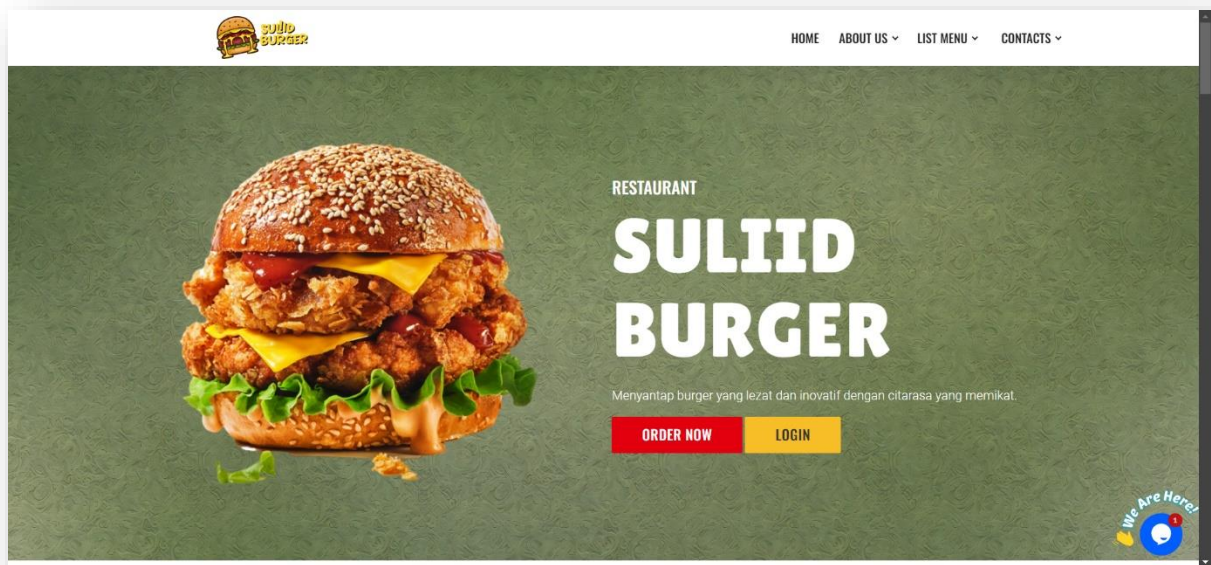 SULIID
BURGER
HOME ABOUT US LIST MENU CONTACTS
RESTAURANT
SULIID
BURGER
Menyantap burger yang lezat dan inovatif dengan citarasa yang memikat.
ORDER NOW LOGIN
We Are Here!
1